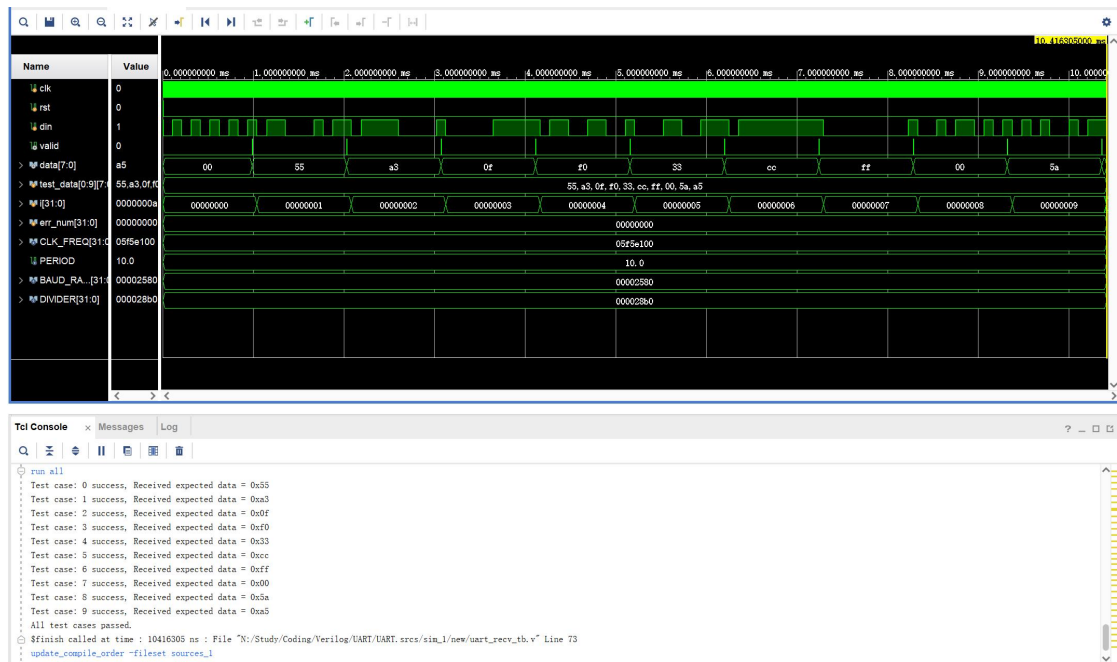 10.416305000 ms
Name Value
0.000000000 ms 1.000000000 ms 2.000000000 ms 3.000000000 ms 4.000000000 ms 5.000000000 ms 6.000000000 ms 7.000000000 ms 8.000000000 ms 9.000000000 ms 10.00000
clk 0
rst 0
din 1
valid 0
data[7:0] a5 00 55 a3 0f f0 33 cc ff 00 5a
test_data[0:9][7:( 55,a3,0f,f( 55, a3, 0f, f0, 33, cc, ff, 00, 5a, a5
i[31:0] 0000000a 00000000 00000001 00000002 00000003 00000004 00000005 00000006 00000007 00000008 00000009
err_num[31:0] 00000000 00000000
CLK_FREQ[31:0 05f5e100 05f5e100
PERIOD 10.0 10.0
BAUD_RA...[31:( 00002580 00002580
DIVIDER[31:0] 000028b0 000028b0
Tcl Console × Messages Log
run all
Test case: 0 success, Received expected data = 0x55
Test case: 1 success, Received expected data = 0xa3
Test case: 2 success, Received expected data = 0x0f
Test case: 3 success, Received expected data = 0xf0
Test case: 4 success, Received expected data = 0x33
Test case: 5 success, Received expected data = 0xcc
Test case: 6 success, Received expected data = 0xff
Test case: 7 success, Received expected data = 0x00
Test case: 8 success, Received expected data = 0x5a
Test case: 9 success, Received expected data = 0xa5
All test cases passed.
$finish called at time : 10416305 ns : File "N:/Study/Coding/Verilog/UART/UART.srcs/sim_1/new/uart_recv_tb.v" Line 73
update_compile_order -fileset sources_1